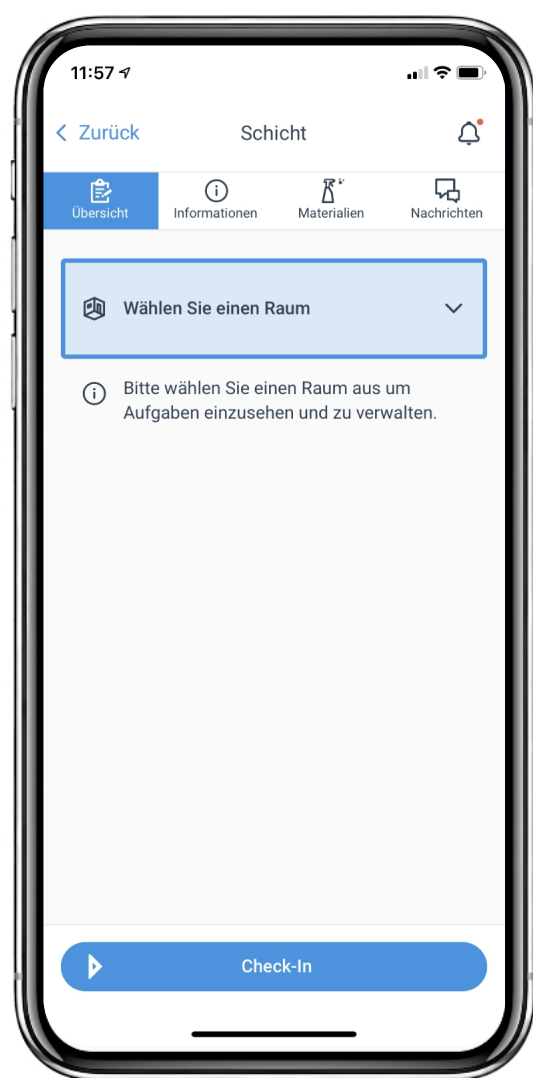 11:57
Zurück
Schicht
Übersicht
Informationen
Materialien
Nachrichten
Wählen Sie einen Raum
Bitte wählen Sie einen Raum aus um
Aufgaben einzusehen und zu verwalten.
Check-In